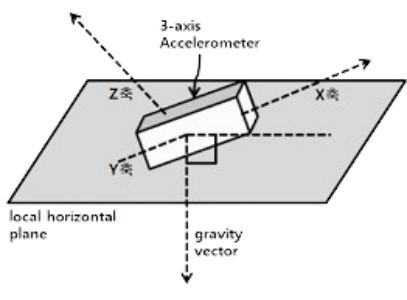 3-axis
Accelerometer
Z축
X축
Y축
local horizontal
plane
gravity
vector